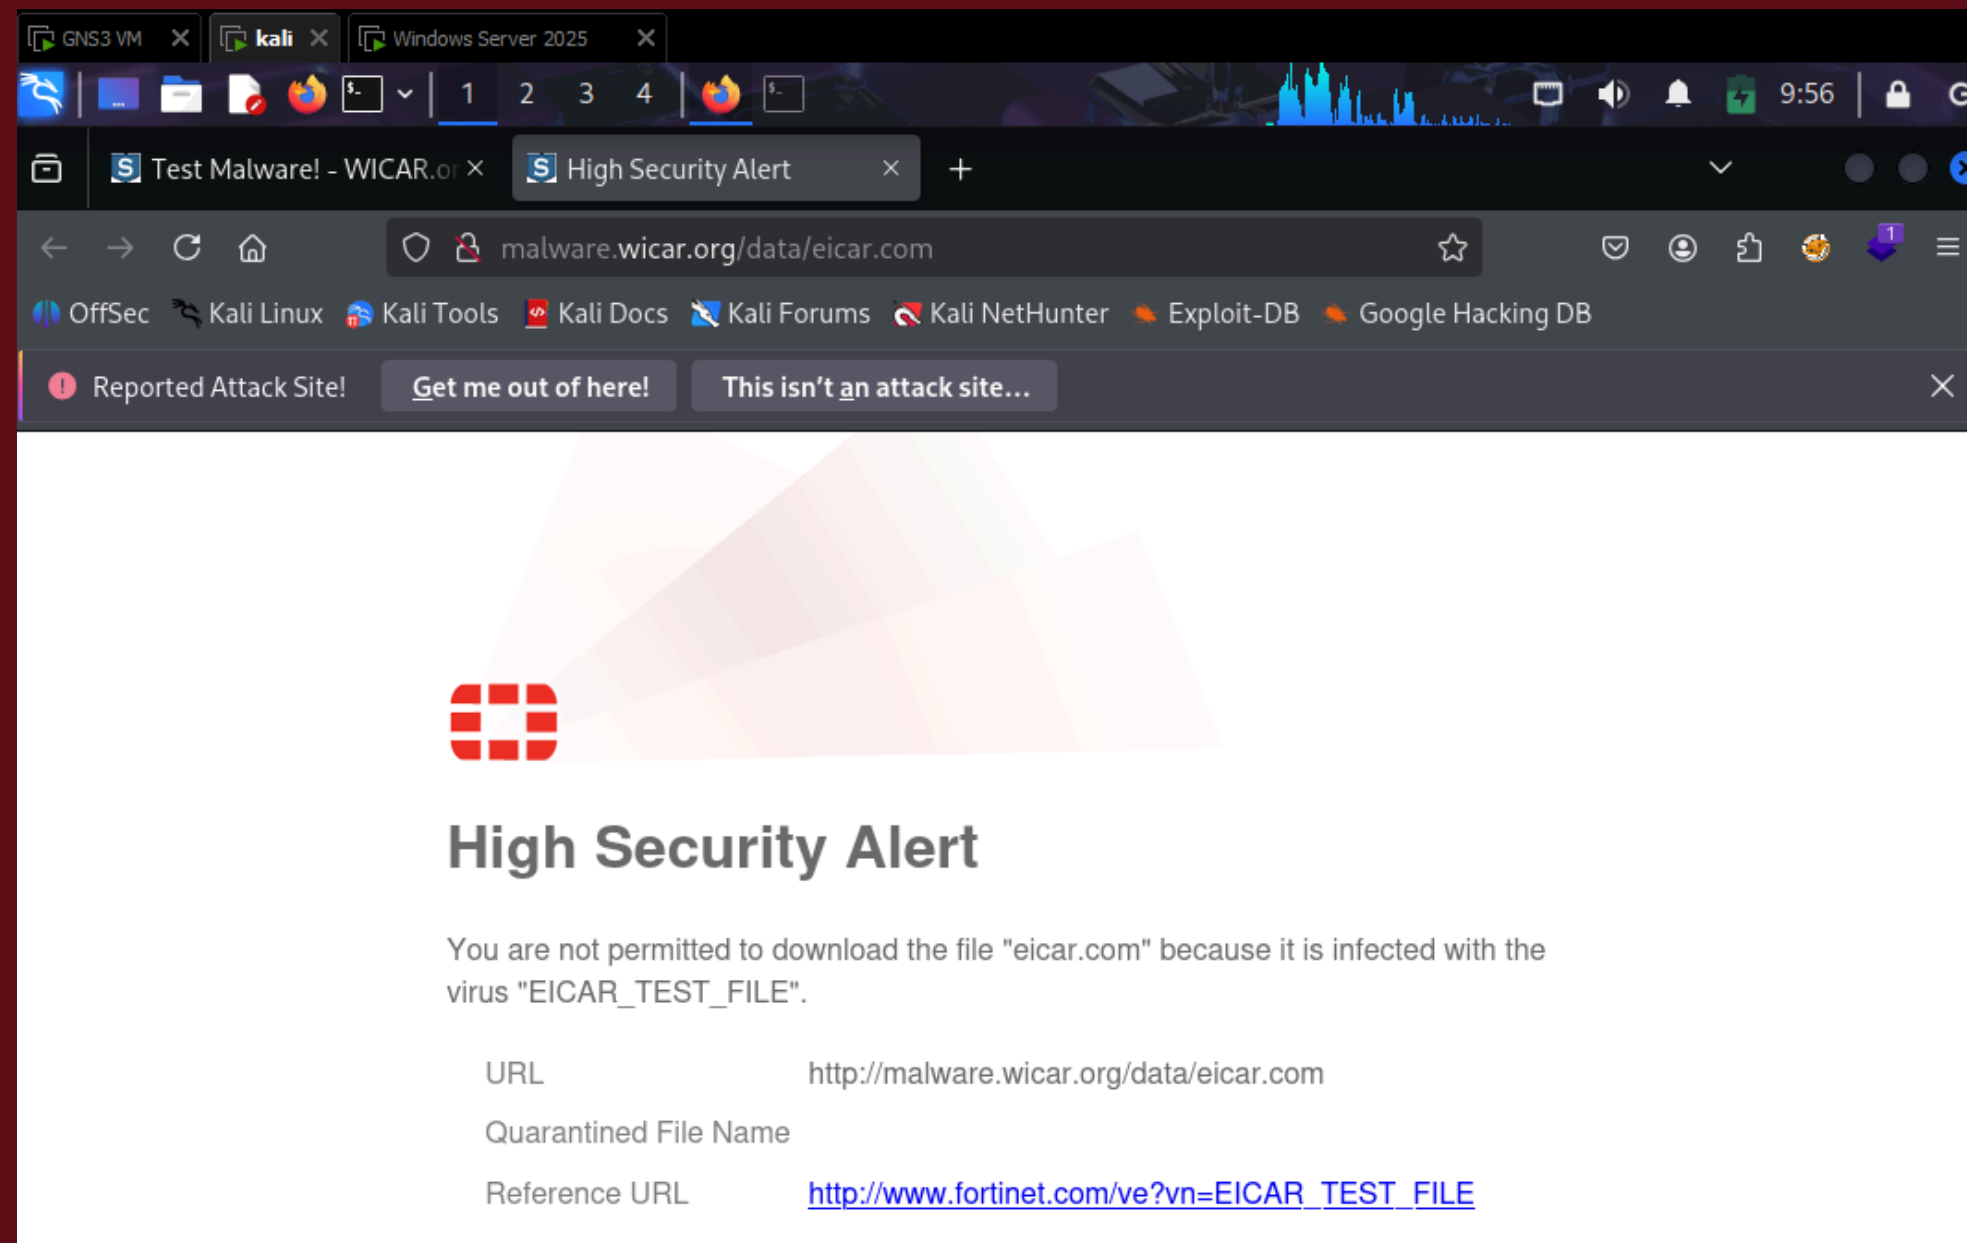 GNS3 VM
kali
Windows Server 2025
1 2 3 4
9:56
Test Malware! - WICAR.or
High Security Alert
malware.wicar.org/data/eicar.com
1
OffSec Kali Linux Kali Tools Kali Docs Kali Forums Kali NetHunter Exploit-DB Google Hacking DB
Reported Attack Site! Get me out of here! This isn't an attack site...
High Security Alert
You are not permitted to download the file "eicar.com" because it is infected with the
virus "EICAR_TEST_FILE".
URL http://malware.wicar.org/data/eicar.com
Quarantined File Name
Reference URL http://www.fortinet.com/ve?vn=EICAR_TEST_FILE